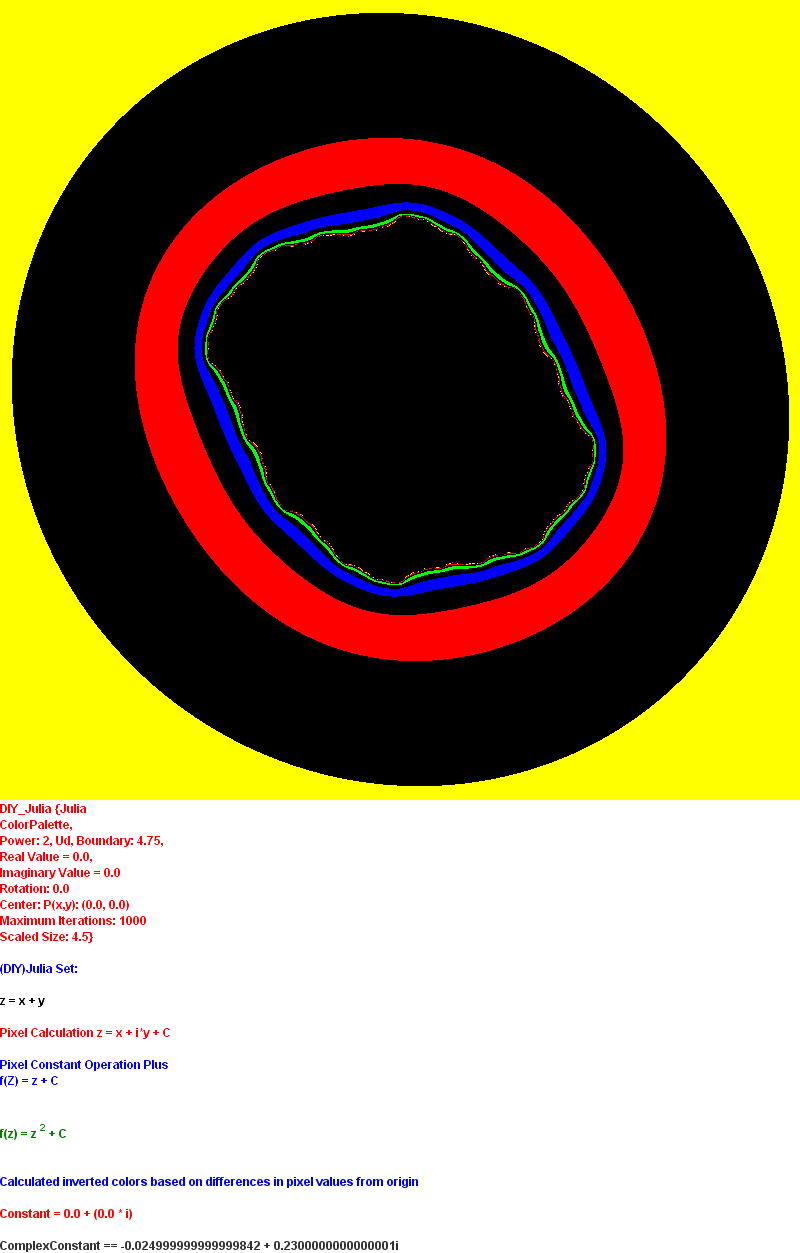 DIY_Julia {Julia
ColorPalette,
Power: 2, Ud, Boundary: 4.75,
Real Value = 0.0,
Imaginary Value = 0.0
Rotation: 0.0
Center: P(x,y): (0.0, 0.0)
Maximum Iterations: 1000
Scaled Size: 4.5}
(DIY)Julia Set:
z = x + y
Pixel Calculation z = x + i*y + C
Pixel Constant Operation Plus
f(Z) = z + C
f(z) = z 2 + C
Calculated inverted colors based on differences in pixel values from origin
Constant = 0.0 + (0.0 * i)
ComplexConstant == -0.024999999999999842 + 0.2300000000000001i